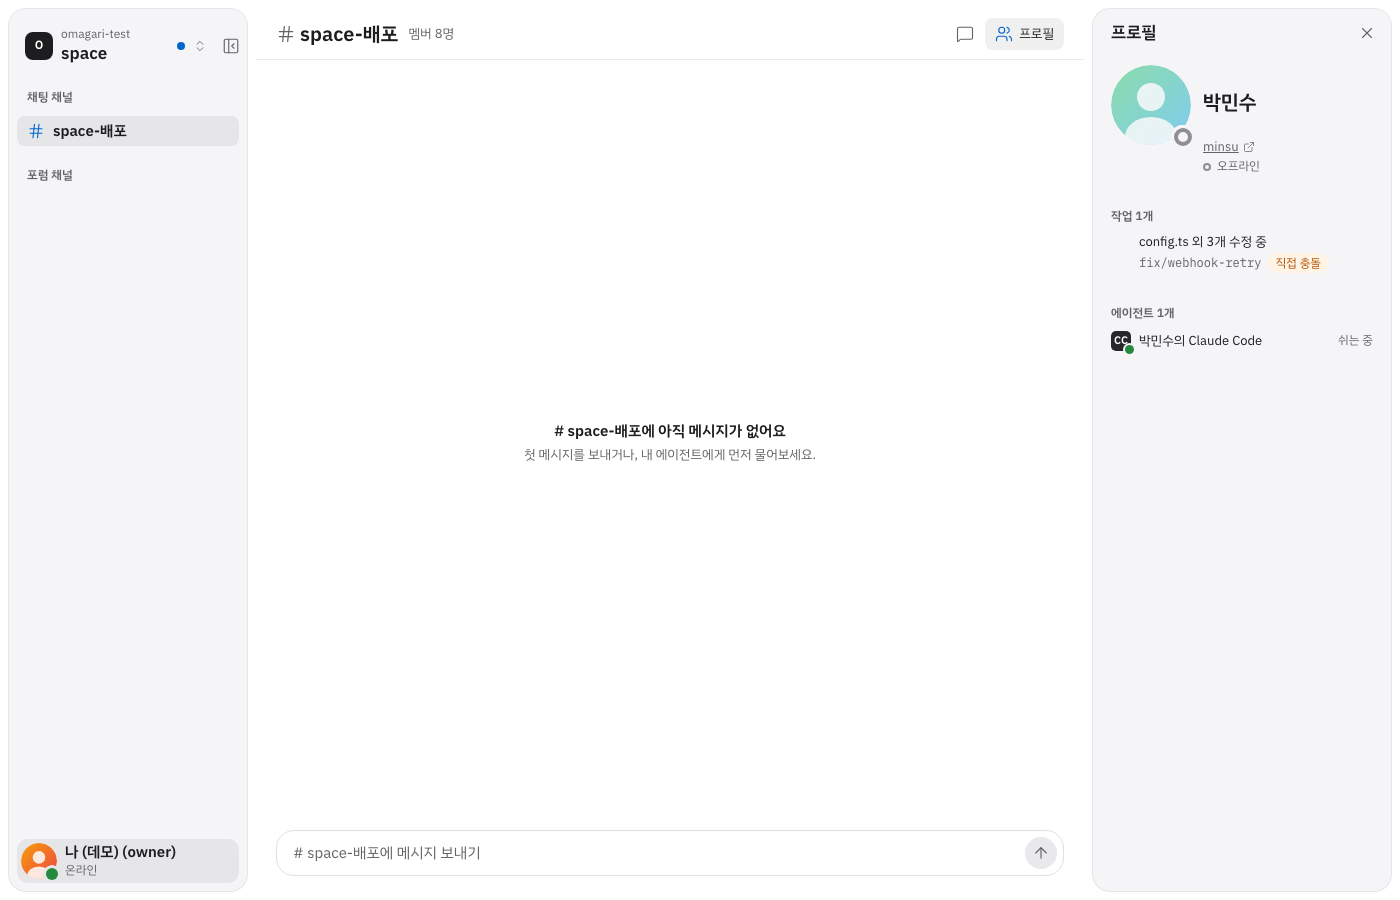 O
omagari-test
space
채팅 채널
# space-배포
포럼 채널
나 (데모) (owner)
온라인
# space-배포 멤버 8명
프로필
# space-배포에 아직 메시지가 없어요
첫 메시지를 보내거나, 내 에이전트에게 먼저 물어보세요.
# space-배포에 메시지 보내기
프로필
박민수
minsu
오프라인
작업 1개
config.ts 외 3개 수정 중
fix/webhook-retry 직접 충돌
에이전트 1개
CC 박민수의 Claude Code 쉬는 중